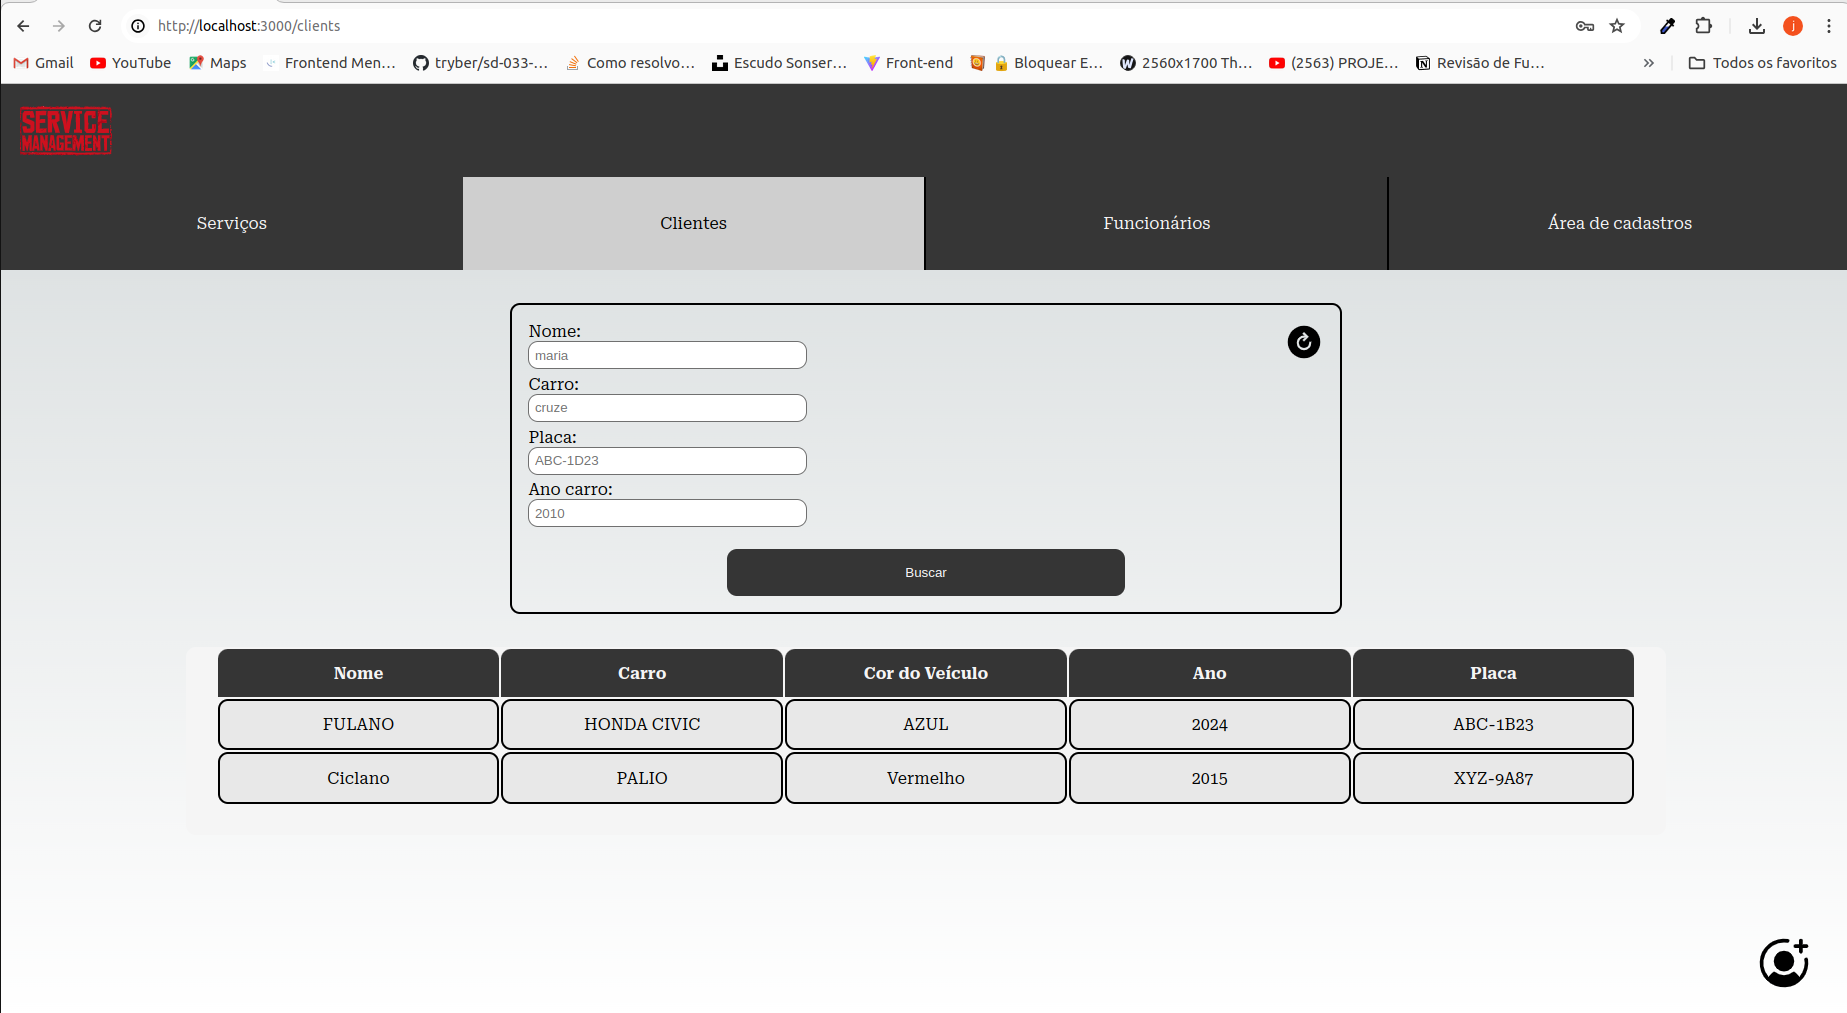 http://localhost:3000/clients
j
Gmail YouTube Maps Frontend Men... tryber/sd-033-... Como resolvo... Escudo Sonser... Front-end Bloquear E... 2560x1700 Th... (2563) PROJE... Revisão de Fu... » Todos os favoritos
SERVICE
MANAGEMENT
Serviços Clientes Funcionários Área de cadastros
Nome:
maria
Carro:
cruze
Placa:
ABC-1D23
Ano carro:
2010
Buscar
Nome Carro Cor do Veículo Ano Placa
FULANO HONDA CIVIC AZUL 2024 ABC-1B23
Ciclano PALIO Vermelho 2015 XYZ-9A87